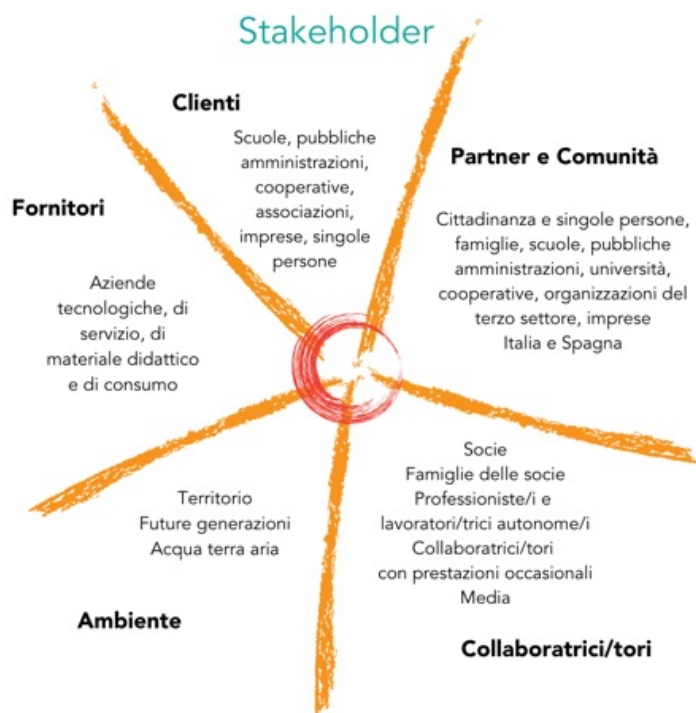 Stakeholder
Clienti
Scuole, pubbliche
amministrazioni,
cooperative,
associazioni,
imprese, singole
persone
Partner e Comunità
Cittadinanza e singole persone,
famiglie, scuole, pubbliche
amministrazioni, università,
cooperative, organizzazioni del
terzo settore, imprese
Italia e Spagna
Fornitori
Aziende
tecnologiche, di
servizio, di
materiale didattico
e di consumo
Territorio
Future generazioni
Acqua terra aria
Ambiente
Socie
Famiglie delle socie
Professioniste/i e
lavoratori/trici autonome/i
Collaboratrici/tori
con prestazioni occasionali
Media
Collaboratrici/tori